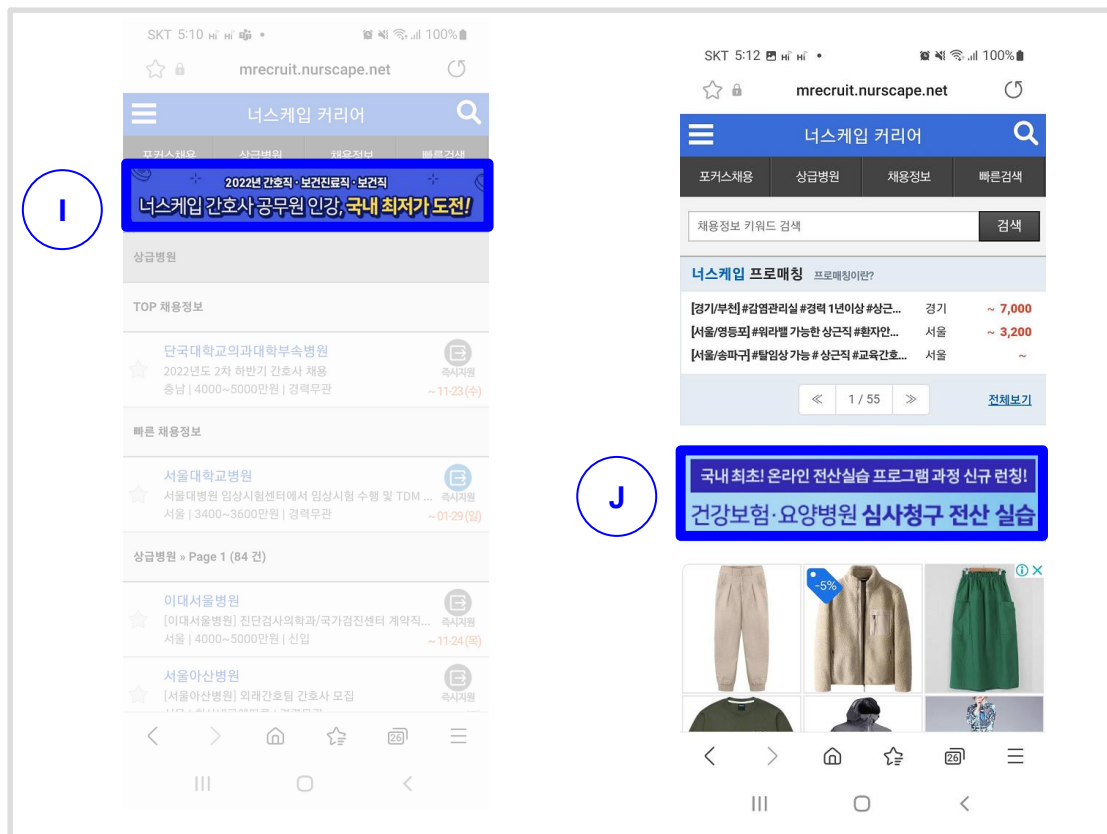 SKT 5:10
100%
mrecruit.nurscape.net
너스케입 커리어
포커스채용 상급병원 채용정보 빠른검색
2022년 간호직·보건진료직·보건직
너스케입 간호사 공무원 인강, 국내 최저가 도전!
I
상급병원
TOP 채용정보
단국대학교의과대학부속병원
2022년도 2차 하반기 간호사 채용
즉시지원
충남 | 4000~5000만원 | 경력무관
~11-23(수)
빠른 채용정보
서울대학교병원
서울대병원 임상시험센터에서 임상시험 수행 및 TDM ...
즉시지원
서울 | 3400~3600만원 | 경력무관
~01-29(일)
상급병원 » Page 1 (84 건)
이대서울병원
[이대서울병원] 진단검사의학과/국가검진센터 계약직...
즉시지원
서울 | 4000~5000만원 | 신입
~11-24(목)
서울아산병원
[서울아산병원] 외래간호팀 간호사 모집
즉시지원
26
SKT 5:12
100%
mrecruit.nurscape.net
너스케입 커리어
포커스채용 상급병원 채용정보 빠른검색
채용정보 키워드 검색 검색
너스케입 프로매칭 프로매칭이란?
[경기/부천]#감염관리실 #경력 1년이상 #상근... 경기 ~ 7,000
[서울/영등포]#워라밸 가능한 상근직 #환자안... 서울 ~ 3,200
[서울/송파구]#탈임상 가능 # 상근직 #교육간호... 서울 ~
≪ 1 / 55 ≫ 전체보기
국내 최초! 온라인 전산실습 프로그램 과정 신규 런칭!
건강보험·요양병원 심사청구 전산 실습
J
-5%
26